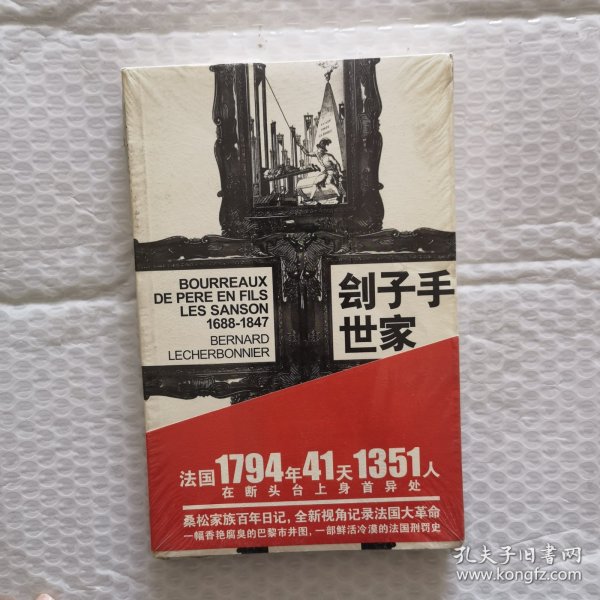 BOURREAUX
DE PERE EN FILS
LES SANSON
1688-1847
BERNARD
LECHERBONNIER
刽子手
世家
法国1794年41天1351人
在断头台上身首异处
桑松家族百年日记，全新视角记录法国大革命
一幅香艳腐臭的巴黎市井图，一部鲜活冷漠的法国刑罚史
孔夫子旧书网
www.kongfz.com